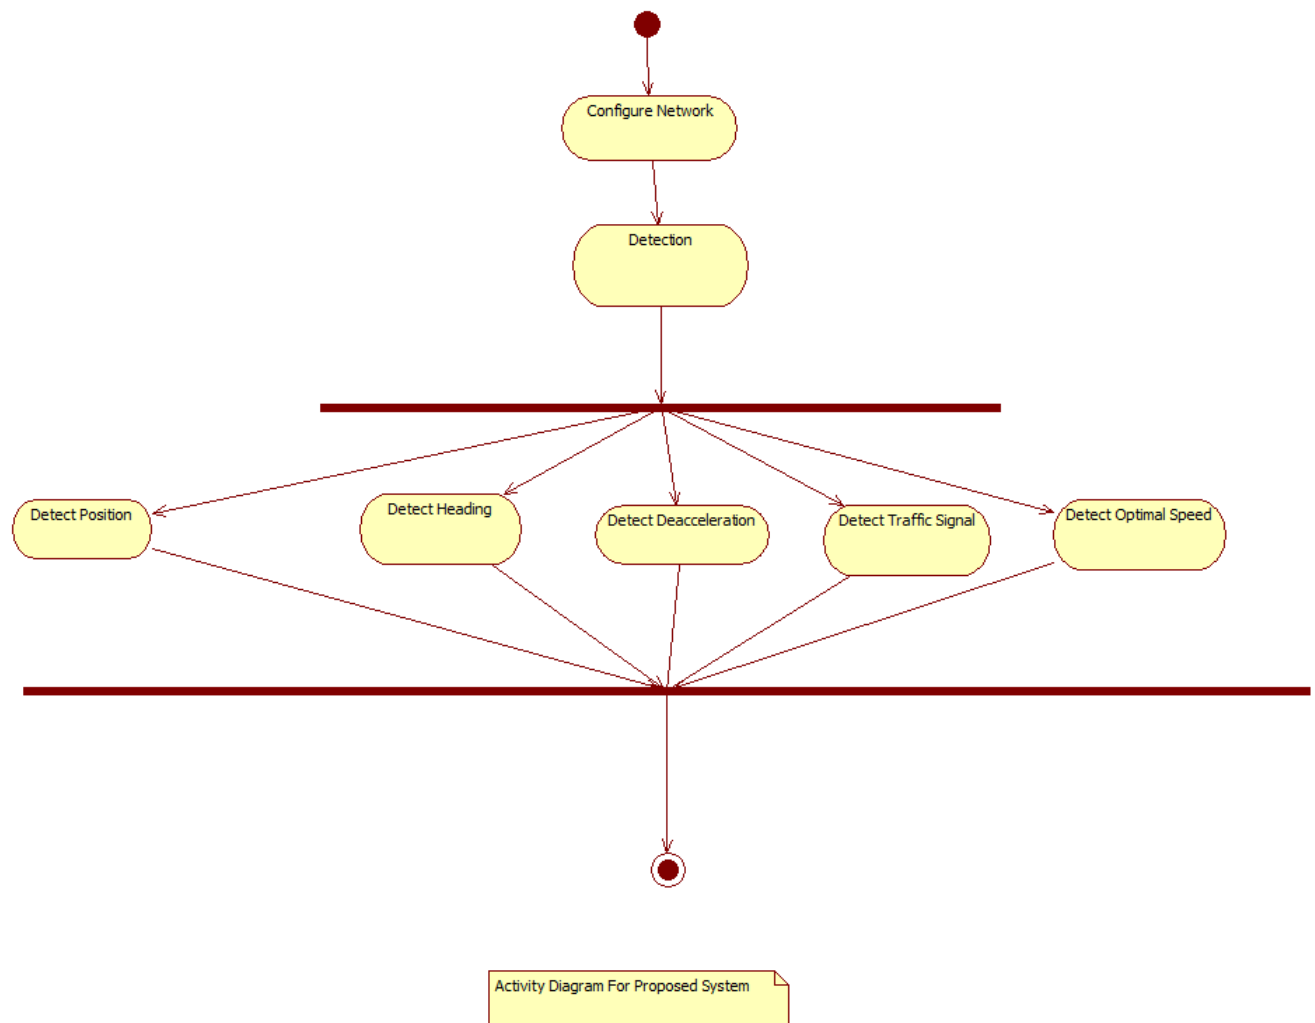 Configure Network
Detection
Detect Position
Detect Heading
Detect Deacceleration
Detect Traffic Signal
Detect Optimal Speed
Activity Diagram For Proposed System